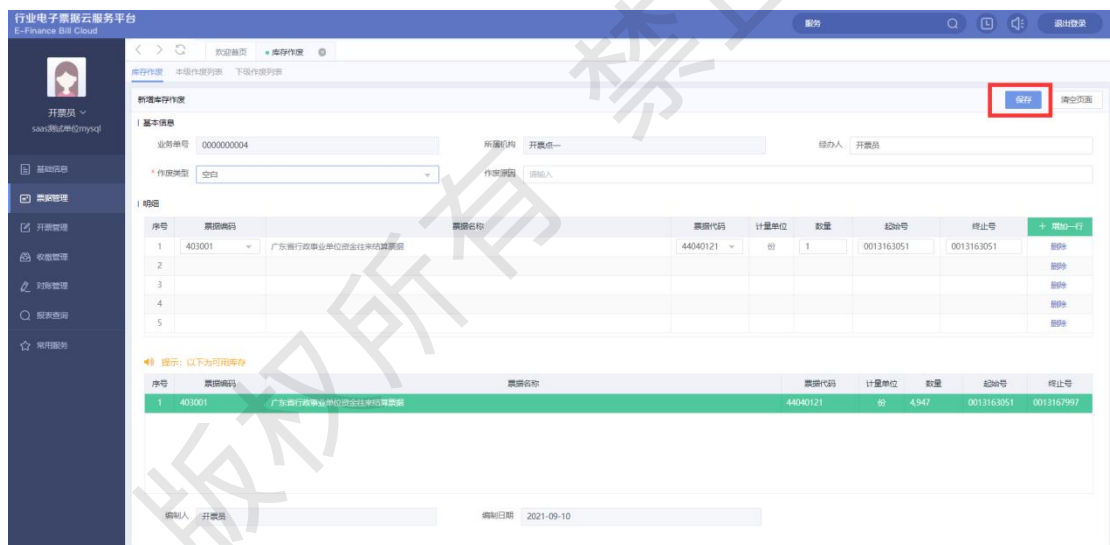 行业电子票据云服务平台
E-Finance Bill Cloud
服务
退出登录
欢迎首页 库存作废
库存作废 本级作废列表 下级作废列表
开票员
saas测试单位mysql
基础信息
票据管理
开票管理
收缴管理
对账管理
报表查询
常用服务
新增库存作废
保存 清空页面
基本信息
业务单号 0000000004 所属机构 开票点一 经办人 开票员
* 作废类型 空白 作废原因 请输入
明细
序号 票据编码 票据名称 票据代码 计量单位 数量 起始号 终止号 + 增加一行
1 403001 广东省行政事业单位资金往来结算票据 44040121 份 1 0013163051 0013163051 删除
2 删除
3 删除
4 删除
5 删除
提示：以下为可用库存
序号 票据编码 票据名称 票据代码 计量单位 数量 起始号 终止号
1 403001 广东省行政事业单位资金往来结算票据 44040121 份 4,947 0013163051 0013167997
编制人 开票员 编制日期 2021-09-10
版权所有 禁